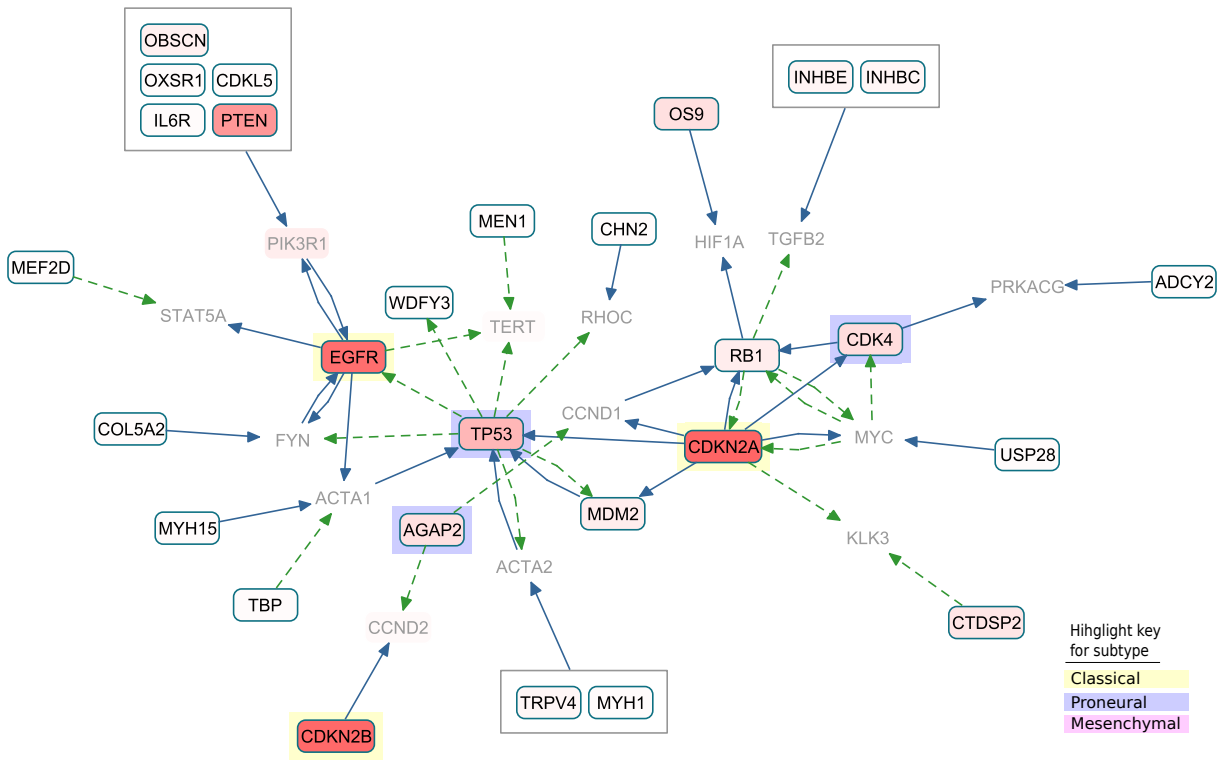 OBSCN
OXSR1 CDKL5
IL6R PTEN
INHBE INHBC
OS9
MEN1
CHN2
PIK3R1
HIF1A
TGFB2
MEF2D
ADCY2
PRKACG
WDFY3
STAT5A
TERT
RHOC
CDK4
EGFR
RB1
CCND1
COL5A2
FYN
TP53
CDKN2A
MYC
USP28
ACTA1
MYH15
AGAP2
MDM2
KLK3
ACTA2
TBP
CCND2
CTDSP2
TRPV4 MYH1
CDKN2B
Hihglight key
for subtype
Classical
Proneural
Mesenchymal